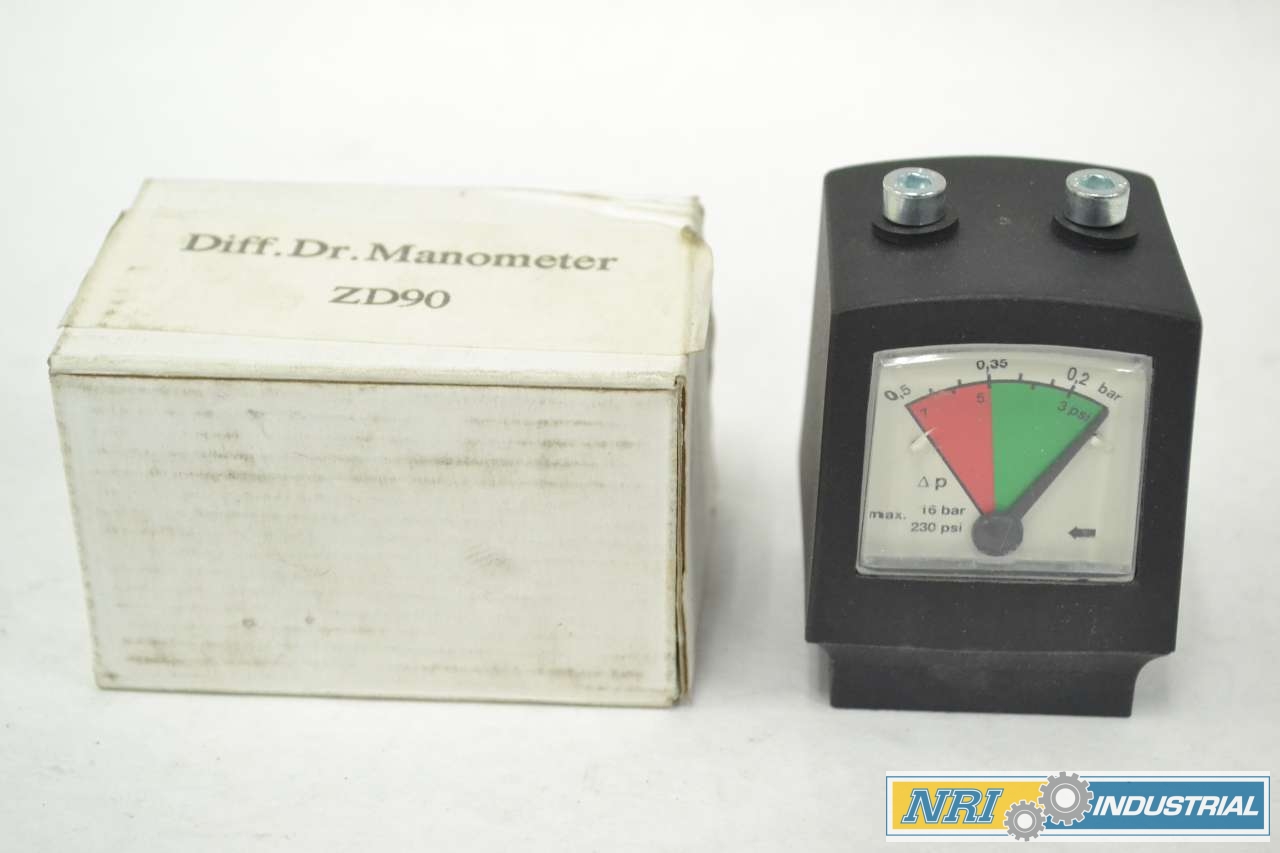 Diff.Dr.Manometer
ZD90
0,5 0,35 0,2 bar
7 5 3 psi
Δ p
max. 16 bar
230 psi
NRI INDUSTRIAL